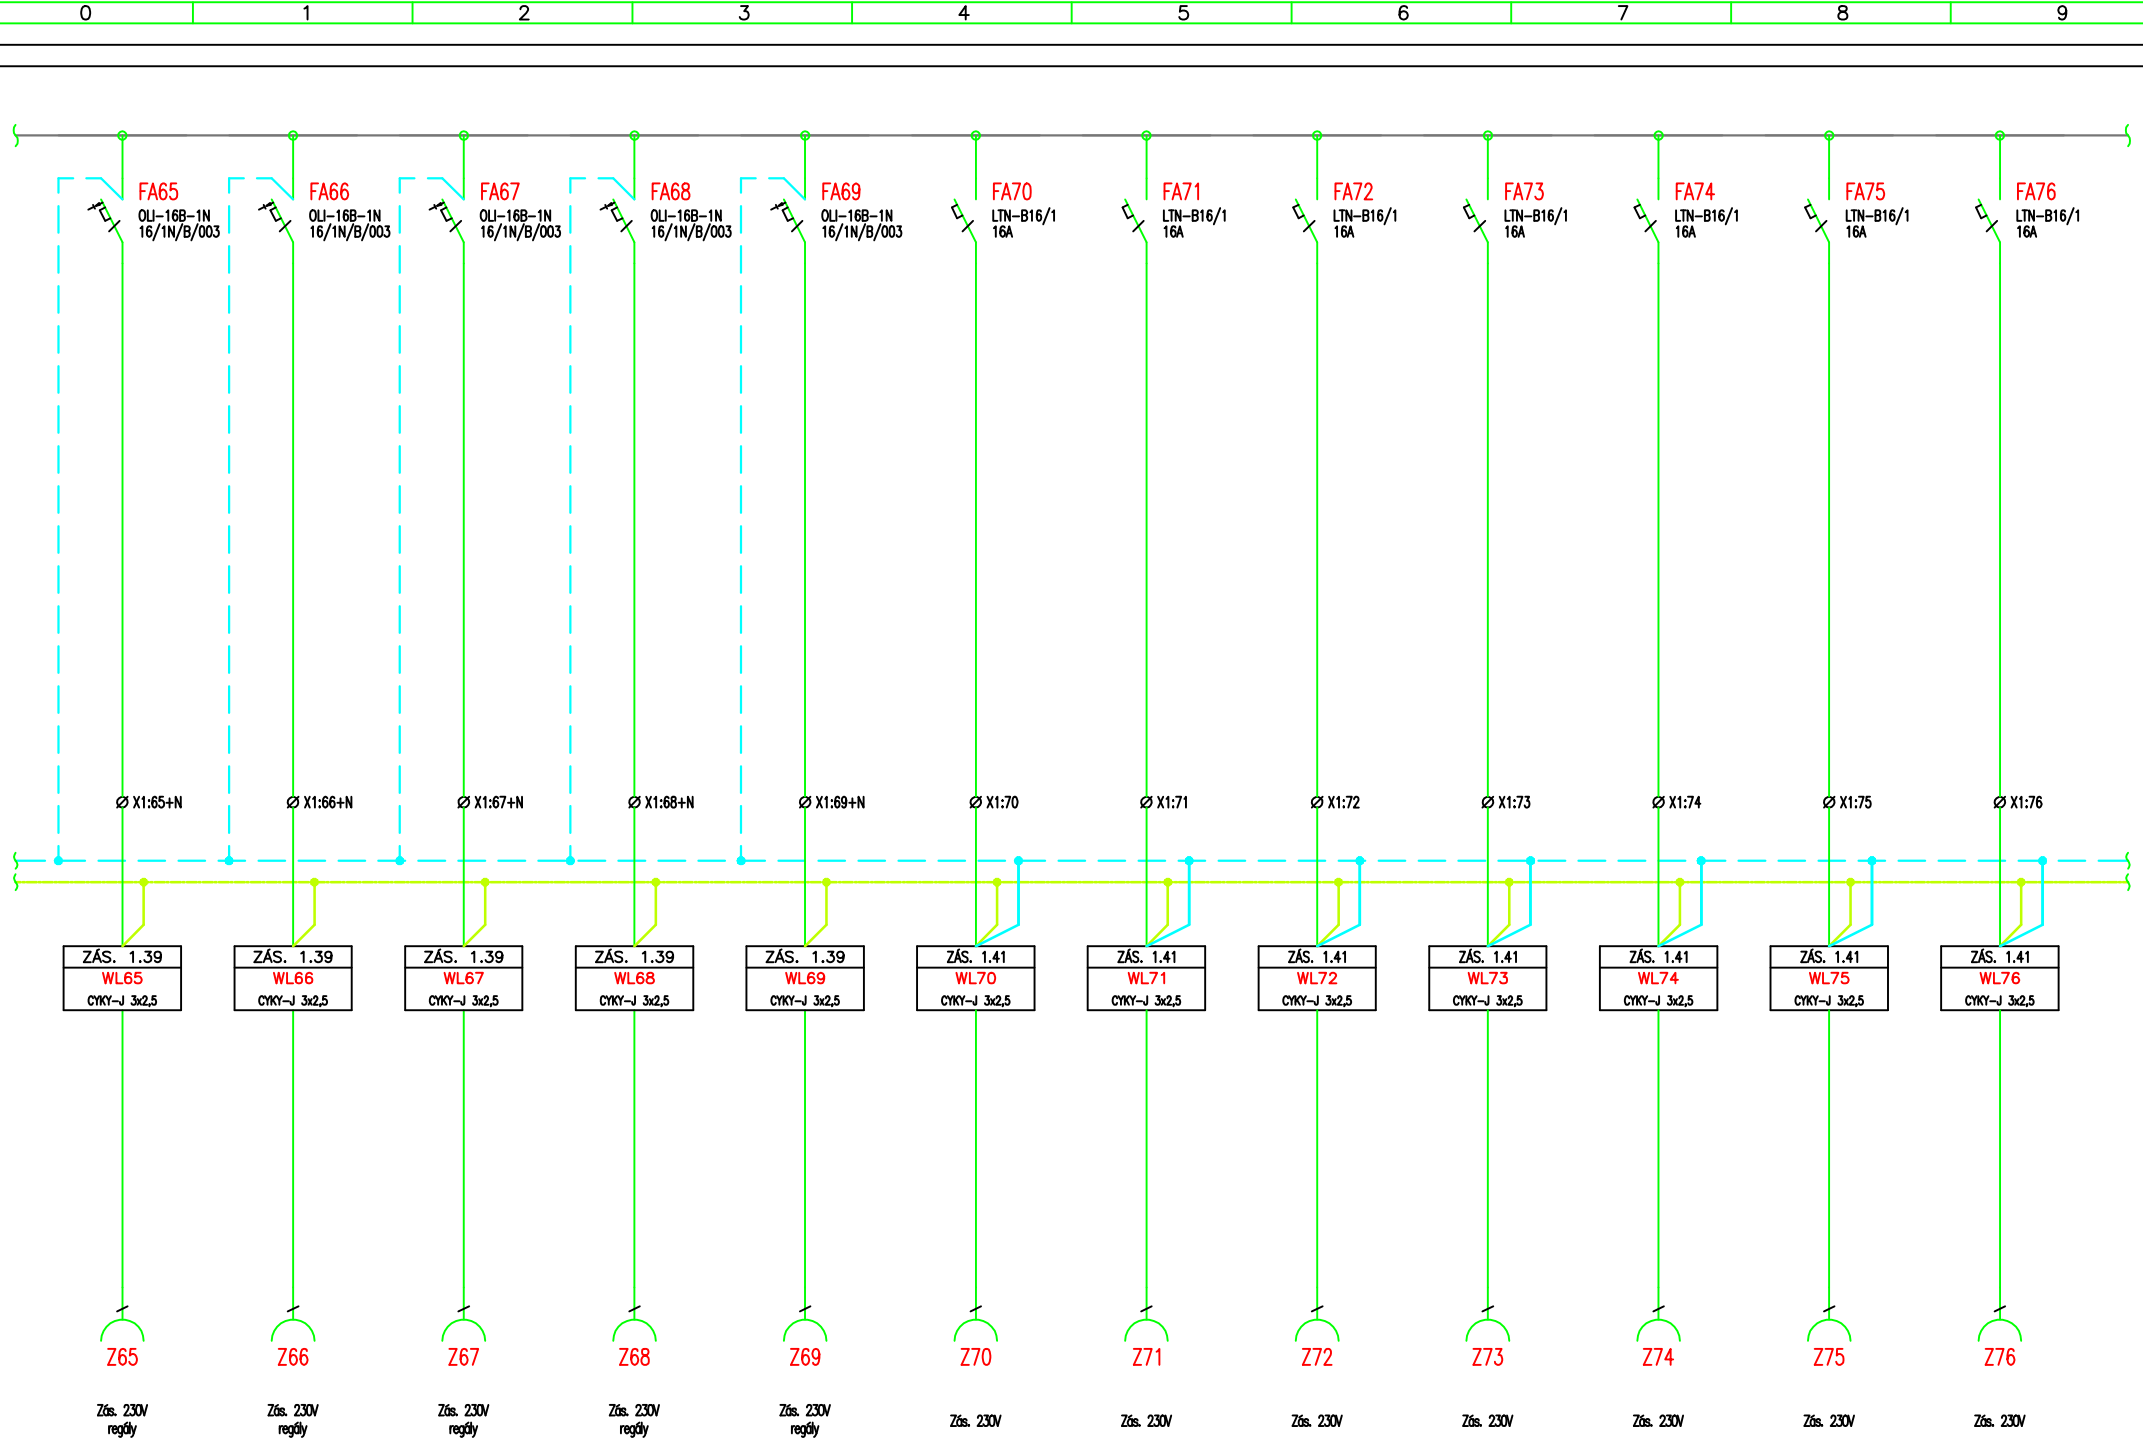 0 1 2 3 4 5 6 7 8 9
FA65 FA66 FA67 FA68 FA69 FA70 FA71 FA72 FA73 FA74 FA75 FA76
OLI-16B-1N OLI-16B-1N OLI-16B-1N OLI-16B-1N OLI-16B-1N LTN-B16/1 LTN-B16/1 LTN-B16/1 LTN-B16/1 LTN-B16/1 LTN-B16/1 LTN-B16/1
16/1N/B/003 16/1N/B/003 16/1N/B/003 16/1N/B/003 16/1N/B/003 16A 16A 16A 16A 16A 16A 16A
X1:65+N X1:66+N X1:67+N X1:68+N X1:69+N X1:70 X1:71 X1:72 X1:73 X1:74 X1:75 X1:76
ZÁS. 1.39 ZÁS. 1.39 ZÁS. 1.39 ZÁS. 1.39 ZÁS. 1.39 ZÁS. 1.41 ZÁS. 1.41 ZÁS. 1.41 ZÁS. 1.41 ZÁS. 1.41 ZÁS. 1.41 ZÁS. 1.41
WL65 WL66 WL67 WL68 WL69 WL70 WL71 WL72 WL73 WL74 WL75 WL76
CYKY-J 3x2,5 CYKY-J 3x2,5 CYKY-J 3x2,5 CYKY-J 3x2,5 CYKY-J 3x2,5 CYKY-J 3x2,5 CYKY-J 3x2,5 CYKY-J 3x2,5 CYKY-J 3x2,5 CYKY-J 3x2,5 CYKY-J 3x2,5 CYKY-J 3x2,5
Z65 Z66 Z67 Z68 Z69 Z70 Z71 Z72 Z73 Z74 Z75 Z76
Zás. 230V Zás. 230V Zás. 230V Zás. 230V Zás. 230V Zás. 230V Zás. 230V Zás. 230V Zás. 230V Zás. 230V Zás. 230V Zás. 230V
regály regály regály regály regály